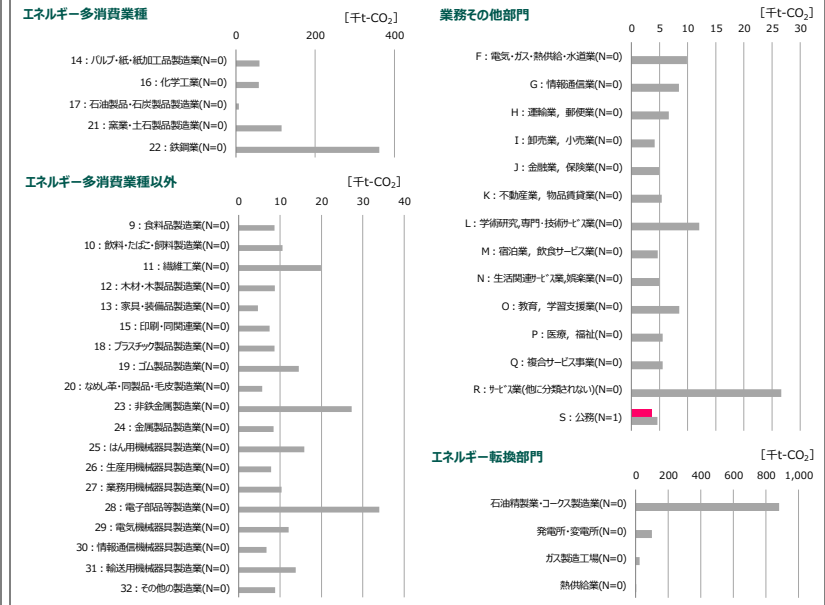 エネルギー多消費業種
[千t-CO₂]
0 200 400
14：パルプ・紙・紙加工品製造業(N=0)
16：化学工業(N=0)
17：石油製品・石炭製品製造業(N=0)
21：窯業・土石製品製造業(N=0)
22：鉄鋼業(N=0)
エネルギー多消費業種以外
[千t-CO₂]
0 10 20 30 40
9：食料品製造業(N=0)
10：飲料・たばこ・飼料製造業(N=0)
11：繊維工業(N=0)
12：木材・木製品製造業(N=0)
13：家具・装備品製造業(N=0)
15：印刷・同関連業(N=0)
18：プラスチック製品製造業(N=0)
19：ゴム製品製造業(N=0)
20：なめし革・同製品・毛皮製造業(N=0)
23：非鉄金属製造業(N=0)
24：金属製品製造業(N=0)
25：はん用機械器具製造業(N=0)
26：生産用機械器具製造業(N=0)
27：業務用機械器具製造業(N=0)
28：電子部品等製造業(N=0)
29：電気機械器具製造業(N=0)
30：情報通信機械器具製造業(N=0)
31：輸送用機械器具製造業(N=0)
32：その他の製造業(N=0)
業務その他部門
[千t-CO₂]
0 5 10 15 20 25 30
F：電気・ガス・熱供給・水道業(N=0)
G：情報通信業(N=0)
H：運輸業，郵便業(N=0)
I：卸売業，小売業(N=0)
J：金融業，保険業(N=0)
K：不動産業，物品賃貸業(N=0)
L：学術研究,専門・技術ｻｰﾋﾞｽ業(N=0)
M：宿泊業，飲食サービス業(N=0)
N：生活関連ｻｰﾋﾞｽ業,娯楽業(N=0)
O：教育，学習支援業(N=0)
P：医療，福祉(N=0)
Q：複合サービス事業(N=0)
R：ｻｰﾋﾞｽ業(他に分類されない)(N=0)
S：公務(N=1)
エネルギー転換部門
[千t-CO₂]
0 200 400 600 800 1,000
石油精製業・コークス製造業(N=0)
発電所・変電所(N=0)
ガス製造工場(N=0)
熱供給業(N=0)